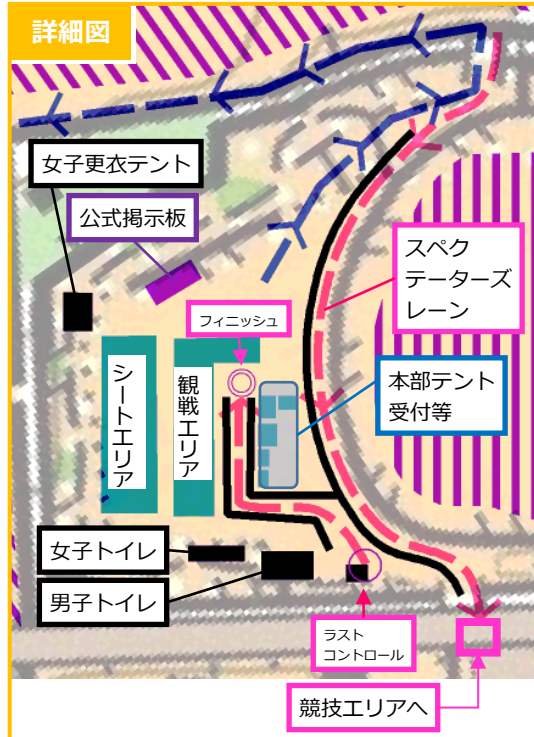 詳細図
女子更衣テント
公式掲示板
スペク
テーターズ
レーン
フィニッシュ
シートエリア
観戦エリア
本部テント
受付等
女子トイレ
男子トイレ
ラスト
コントロール
競技エリアへ